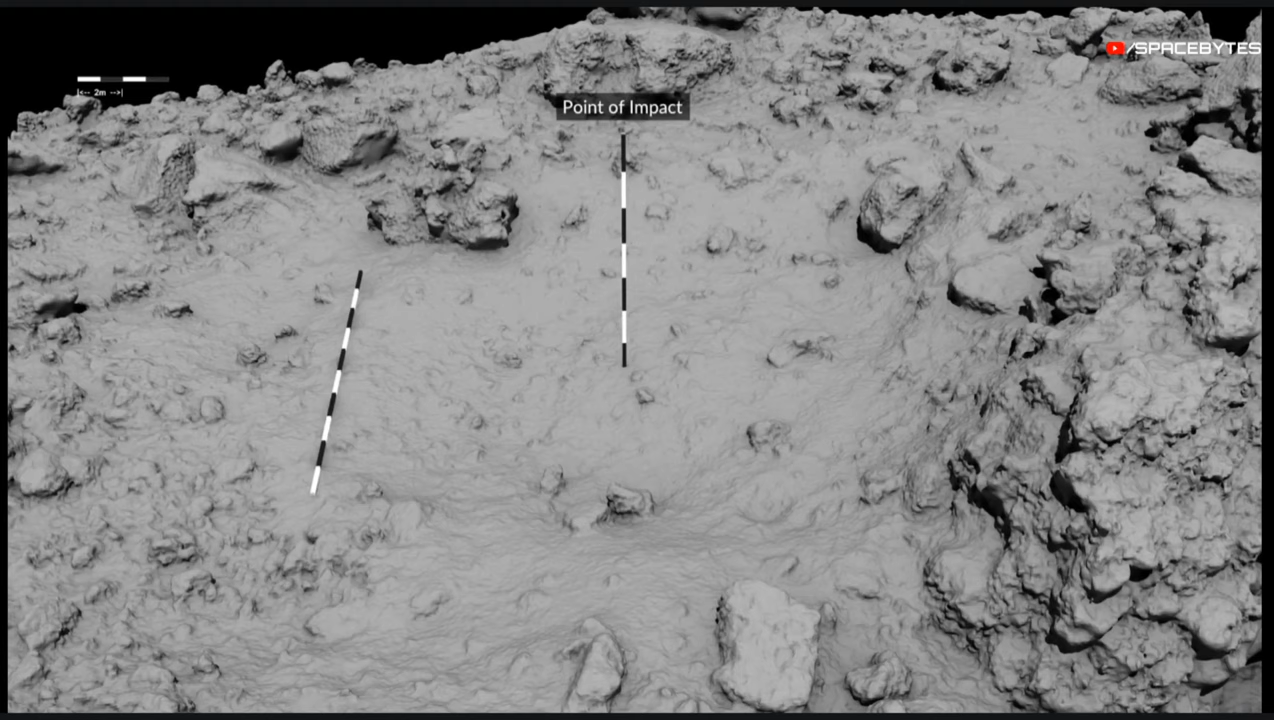 /SPACEBYTES
|<-- 2m -->|
Point of Impact